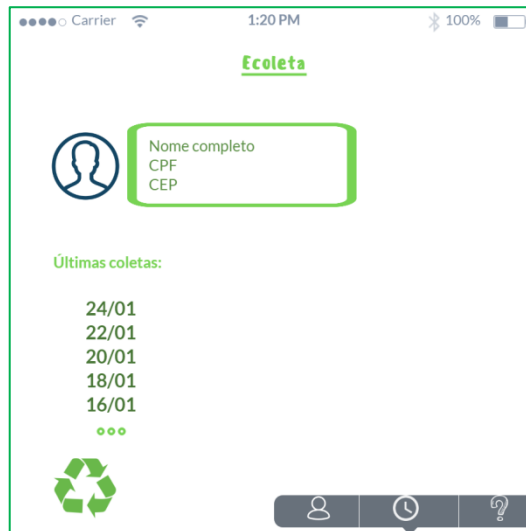 Carrier 1:20 PM 100%
Ecoleta
Nome completo
CPF
CEP
Últimas coletas:
24/01
22/01
20/01
18/01
16/01